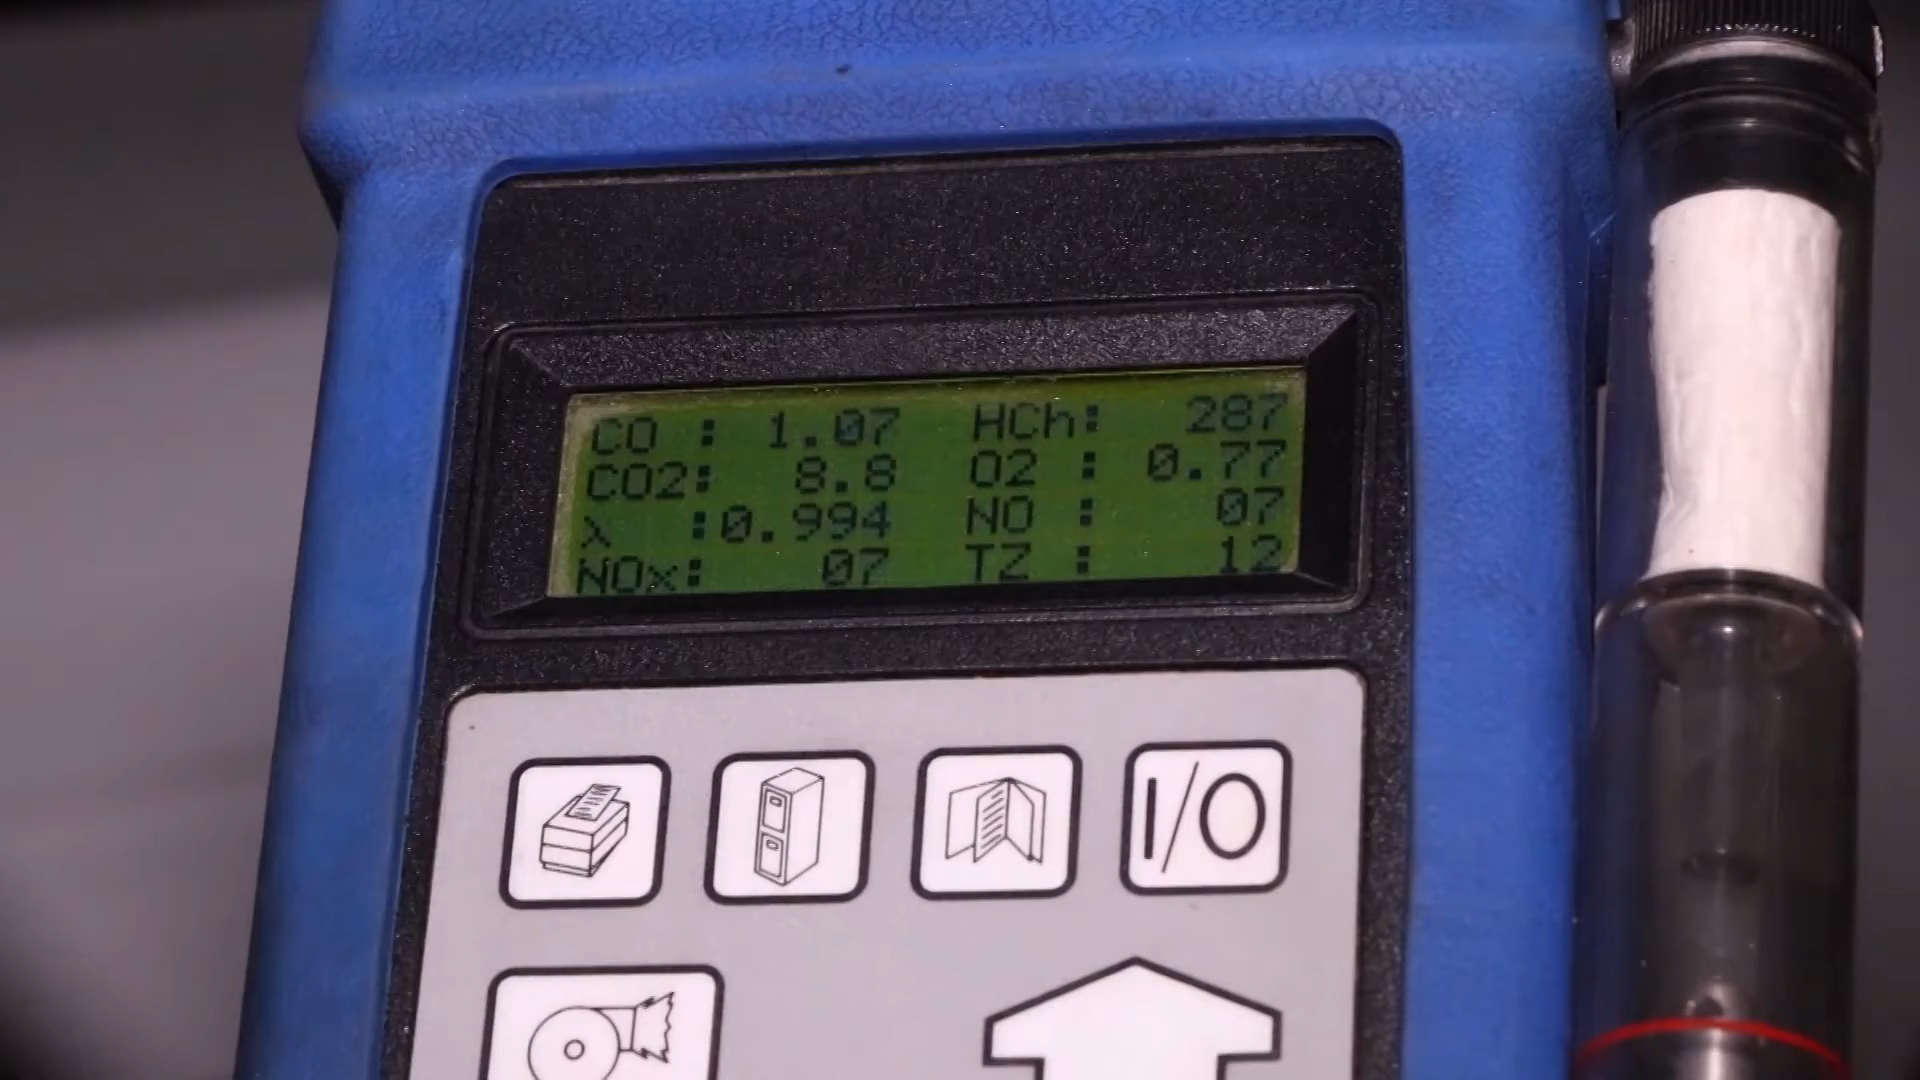 CO : 1.07 HCh: 287
CO2: 8.8 O2 : 0.77
λ :0.994 NO : 07
NOx: 07 TZ : 12
I/O